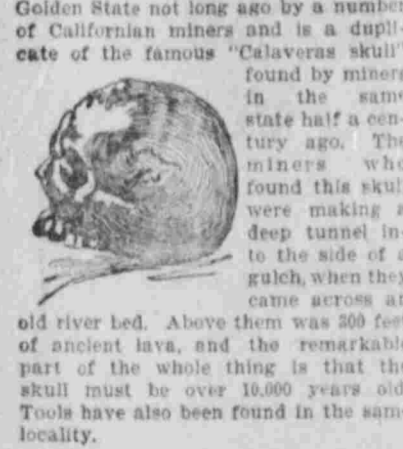 Golden State not long ago by a number
of Californian miners and is a dupli-
cate of the famous "Calaveras skull"
found by miners
in the same
state half a cen-
tury ago. The
miners who
found this skull
were making a
deep tunnel in-
to the side of a
gulch, when they
came across an
old river bed. Above them was 300 feet
of ancient lava, and the remarkable
part of the whole thing is that the
skull must be over 10,000 years old.
Tools have also been found in the same
locality.